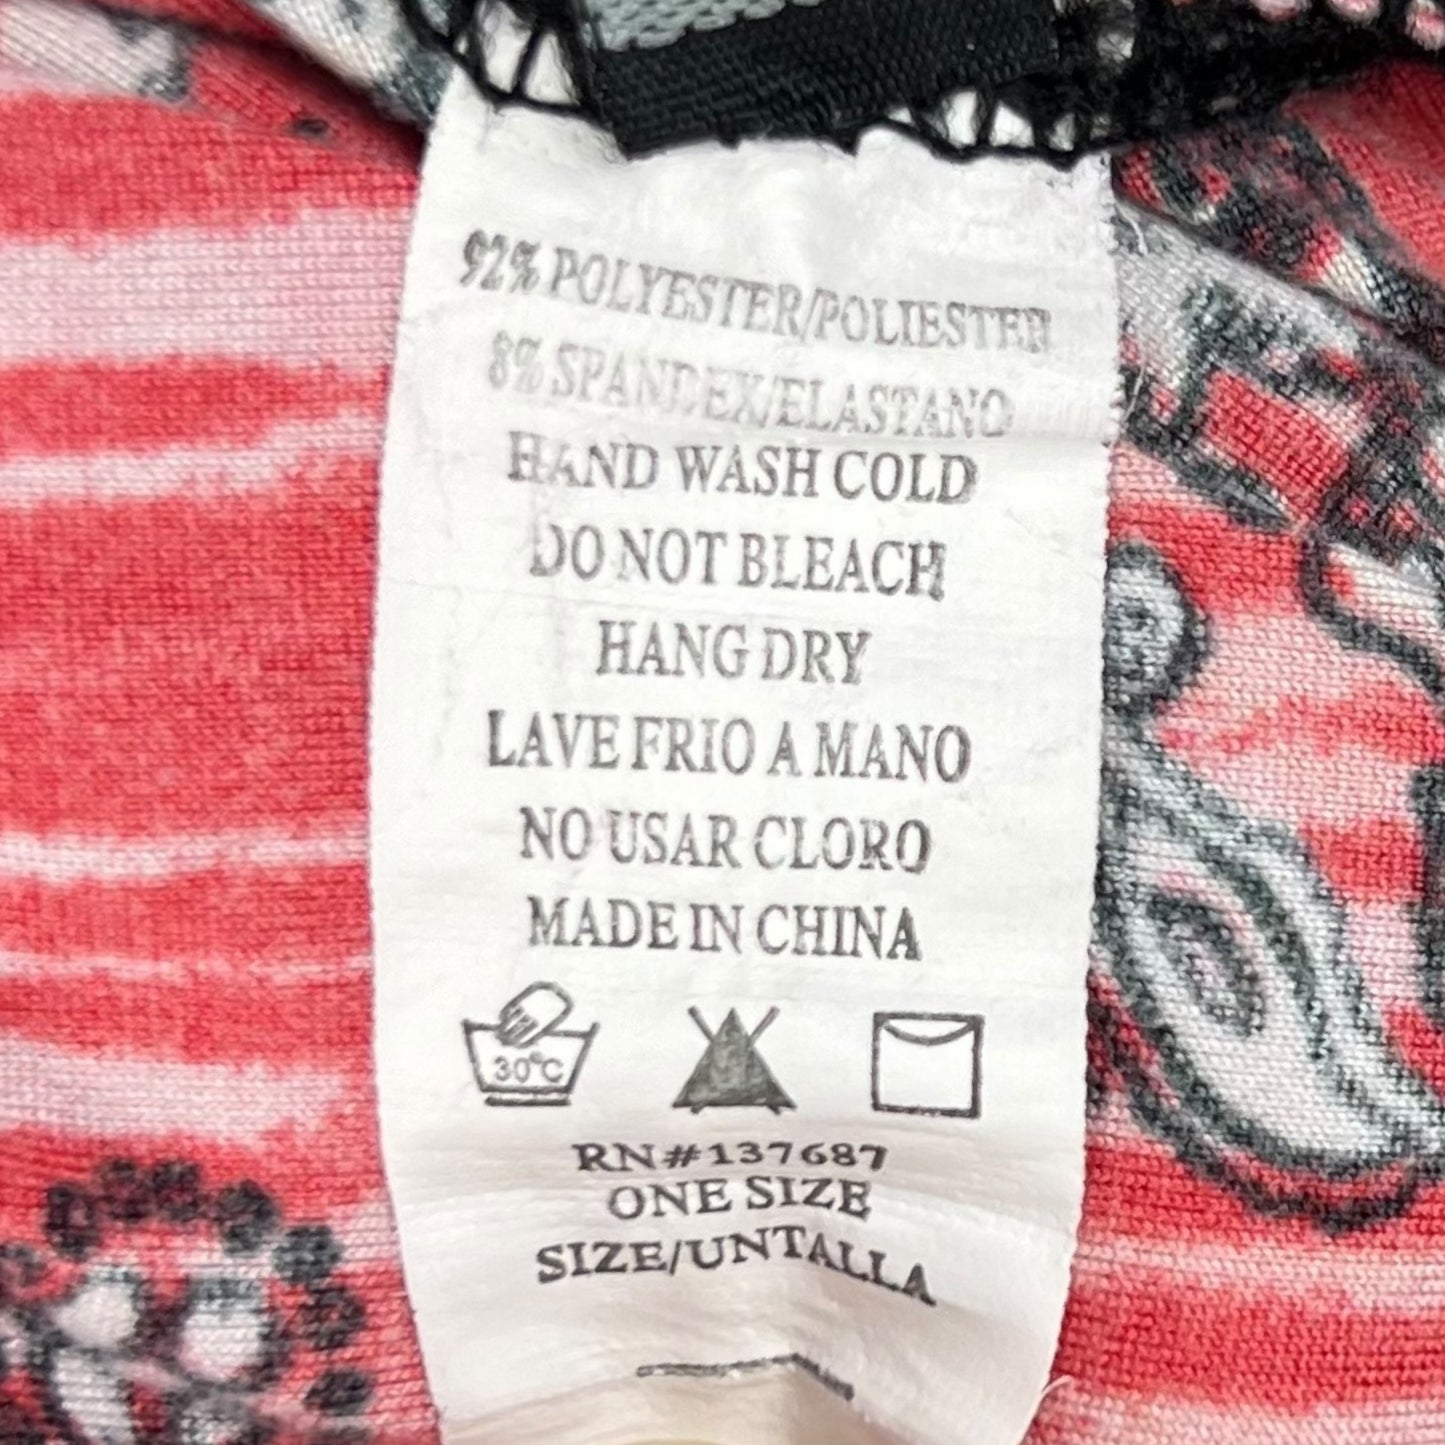 92% POLYESTER/POLIESTER
8% SPANDEX/ELASTANO
HAND WASH COLD
DO NOT BLEACH
HANG DRY
LAVE FRIO A MANO
NO USAR CLORO
MADE IN CHINA
30°C
RN#137687
ONE SIZE
SIZE/UNTALLA